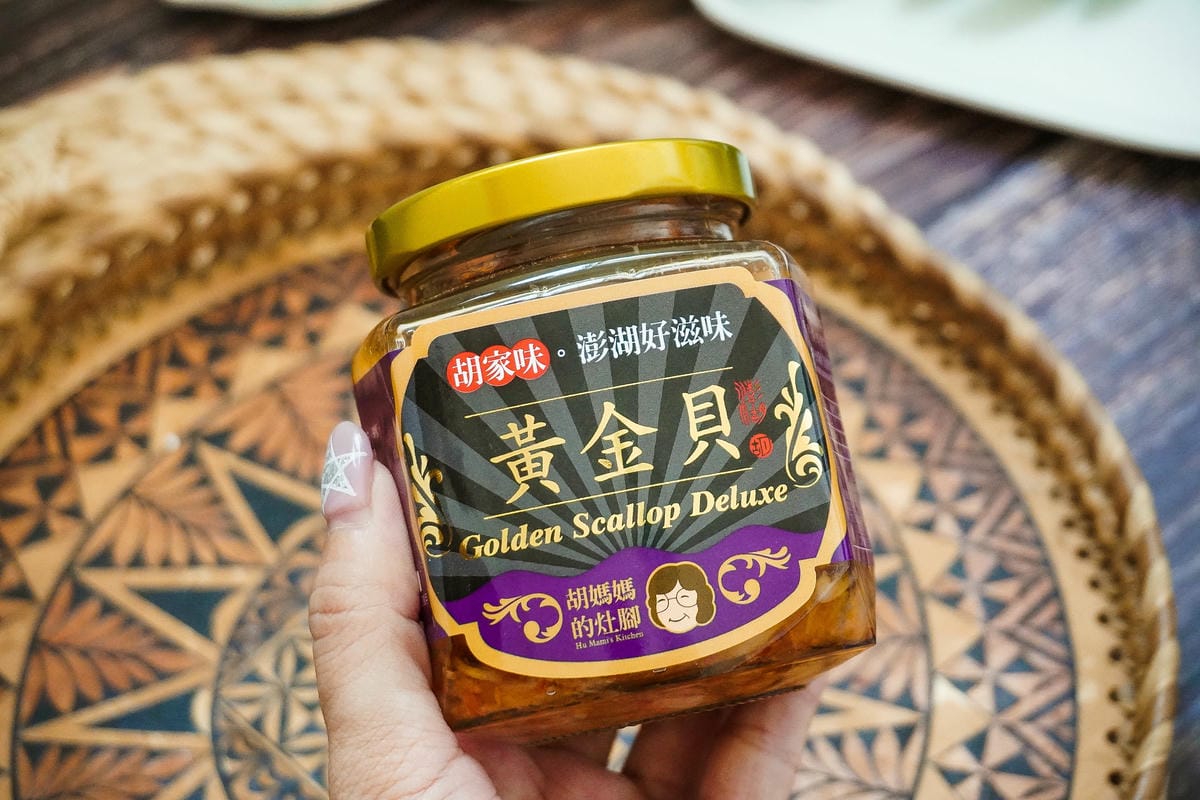 胡家味。澎湖好滋味
黃金貝
Golden Scallop Deluxe
胡媽媽
的灶腳
Hu Mami's Kitchen